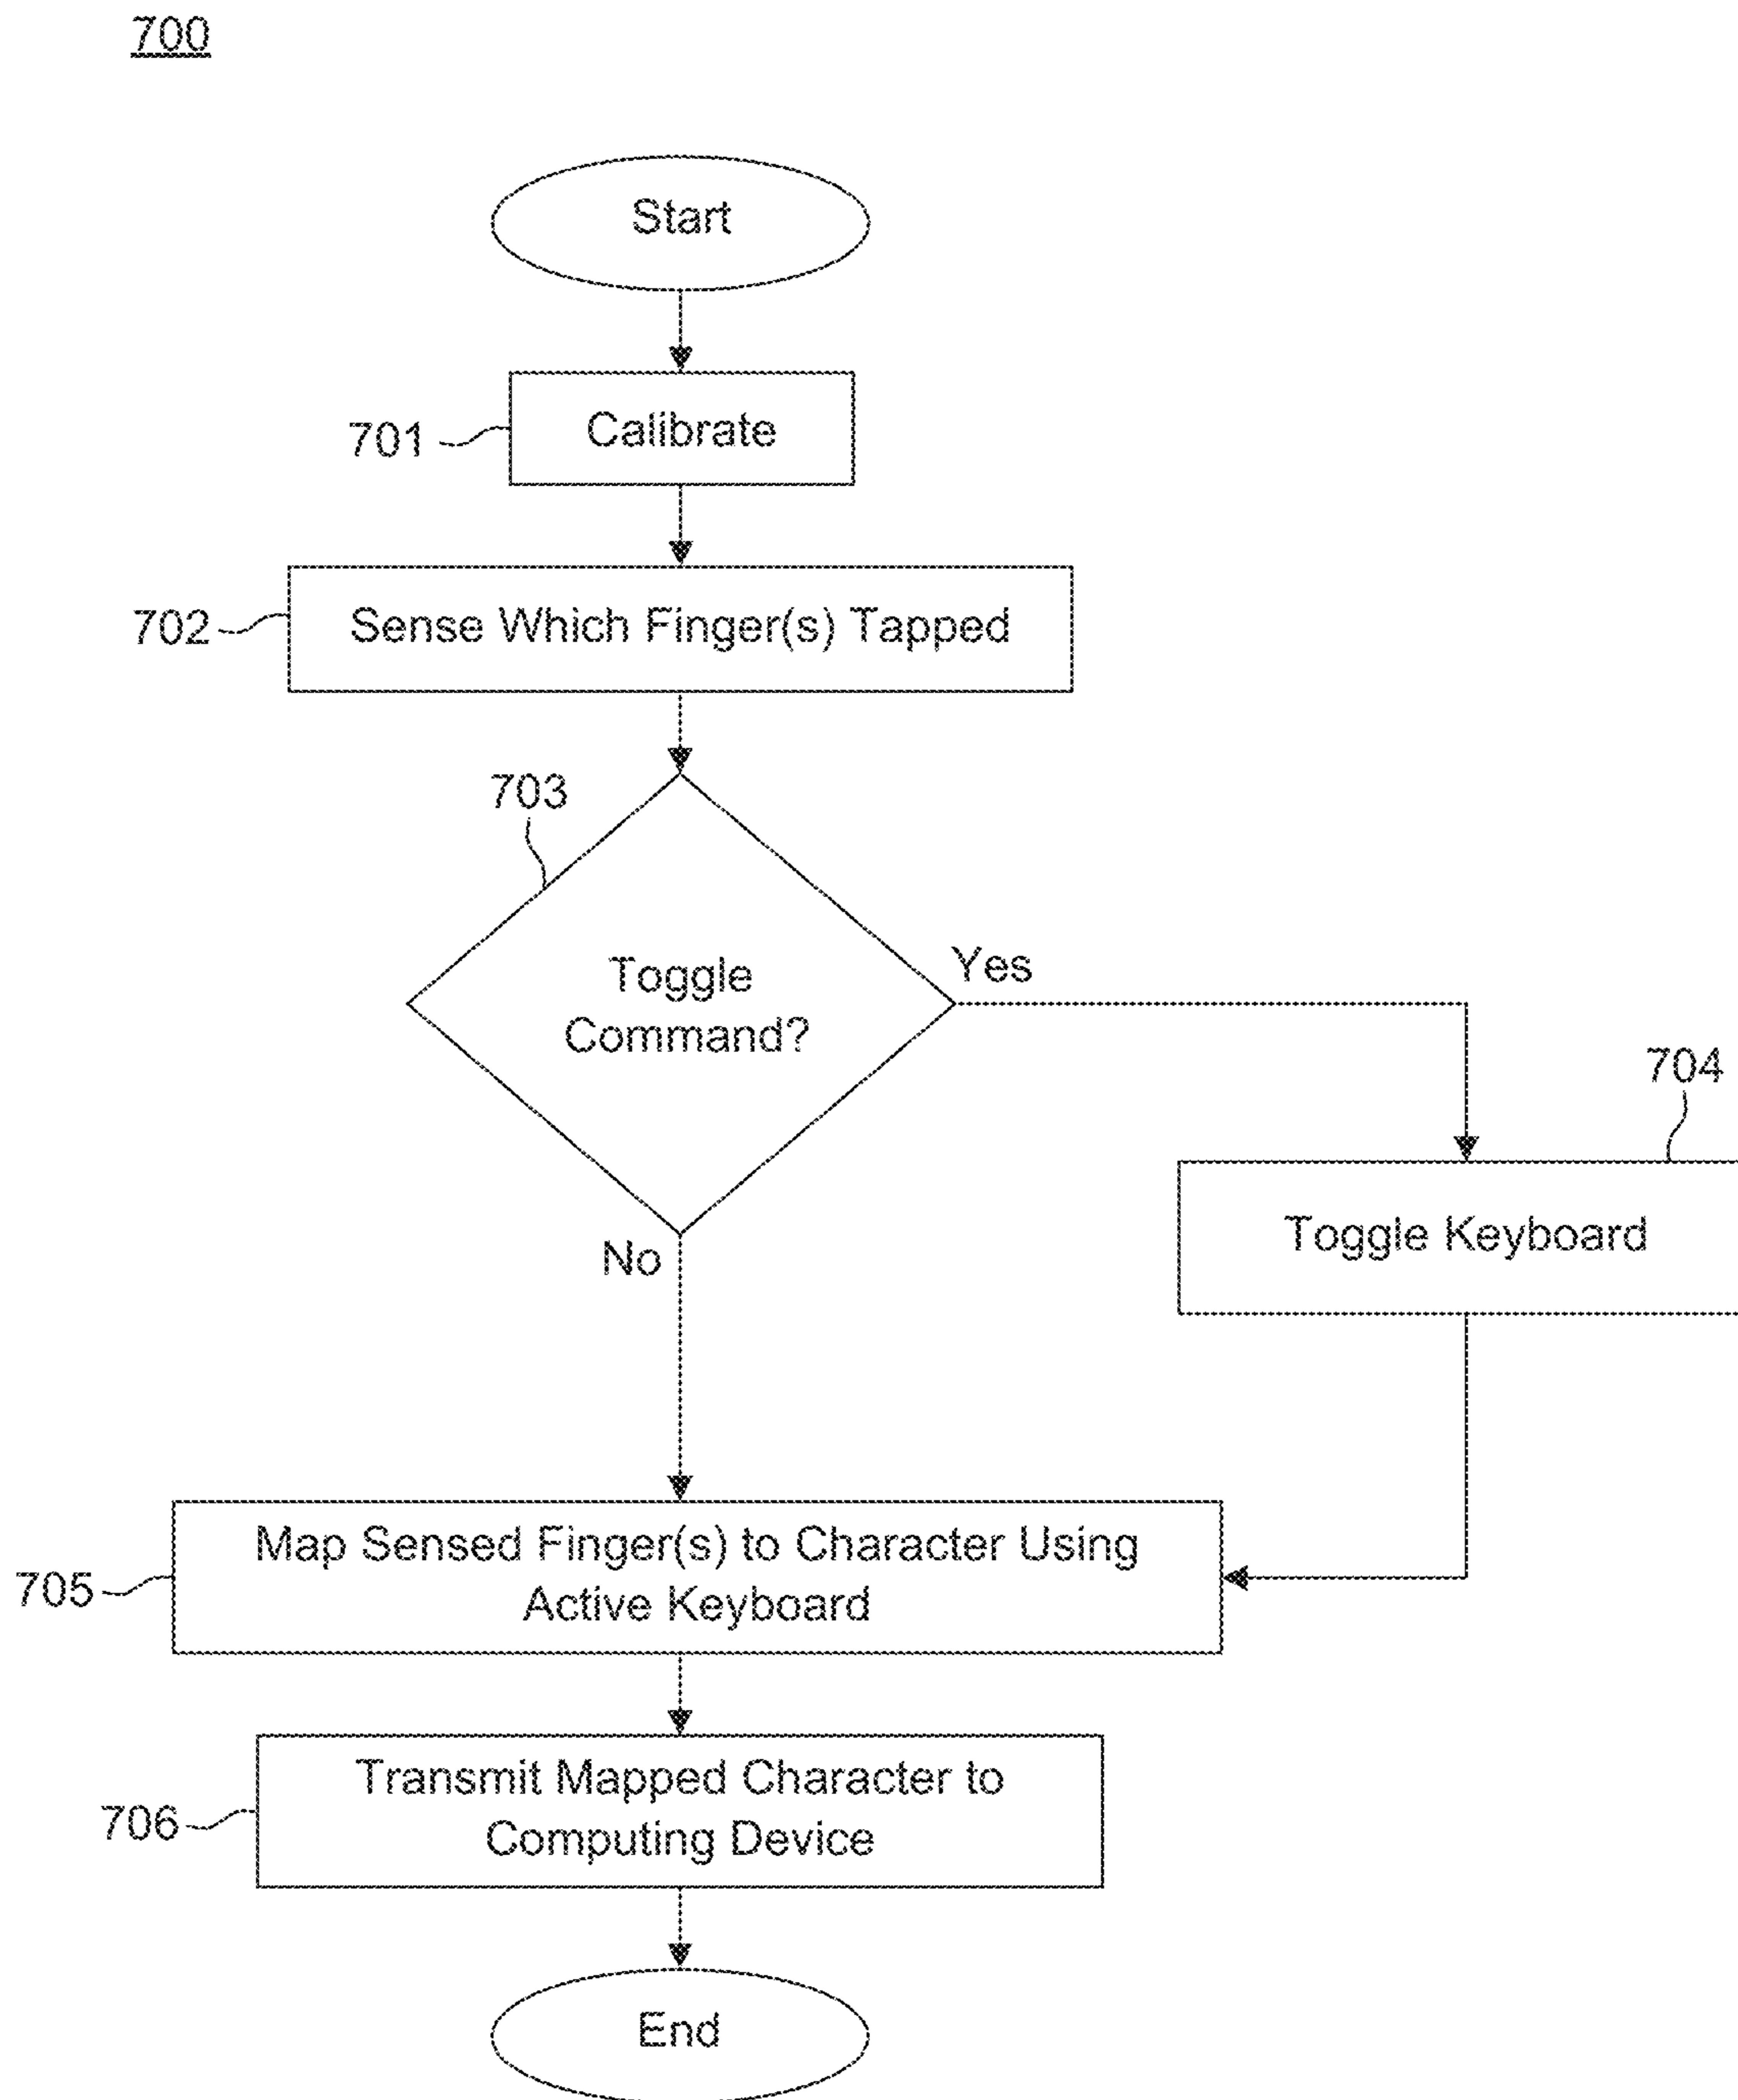 700
Start
701
Calibrate
702
Sense Which Finger(s) Tapped
703
Toggle
Command?
Yes
704
Toggle Keyboard
No
705
Map Sensed Finger(s) to Character Using
Active Keyboard
706
Transmit Mapped Character to
Computing Device
End